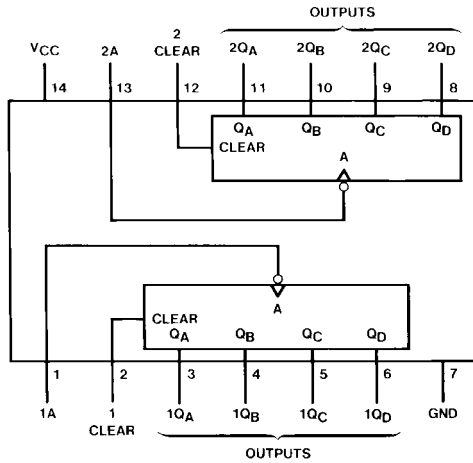 OUTPUTS
2
VCC 2A CLEAR 2QA 2QB 2QC 2QD
14 13 12 11 10 9 8
QA QB QC QD
CLEAR
A
A
CLEAR
QA QB QC QD
1 2 3 4 5 6 7
1A 1 1QA 1QB 1QC 1QD GND
CLEAR
OUTPUTS